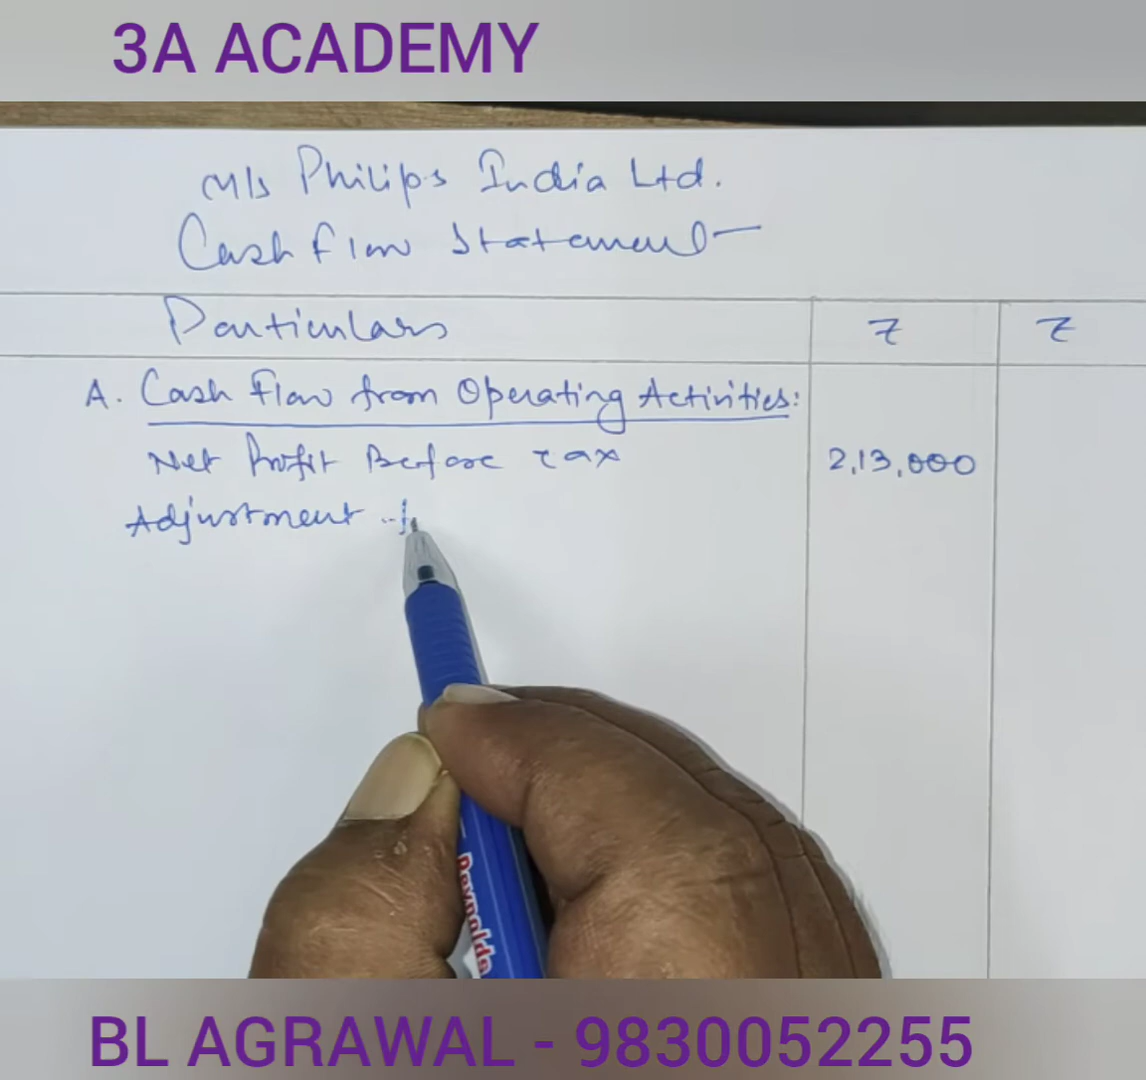 3A ACADEMY
M/s Philips India Ltd.
Cash flow Statement
Particulars ₹ ₹
A. Cash flow from Operating Activities:
Net Profit Before Tax 2,13,000
Adjustment
Reynolds
BL AGRAWAL - 9830052255